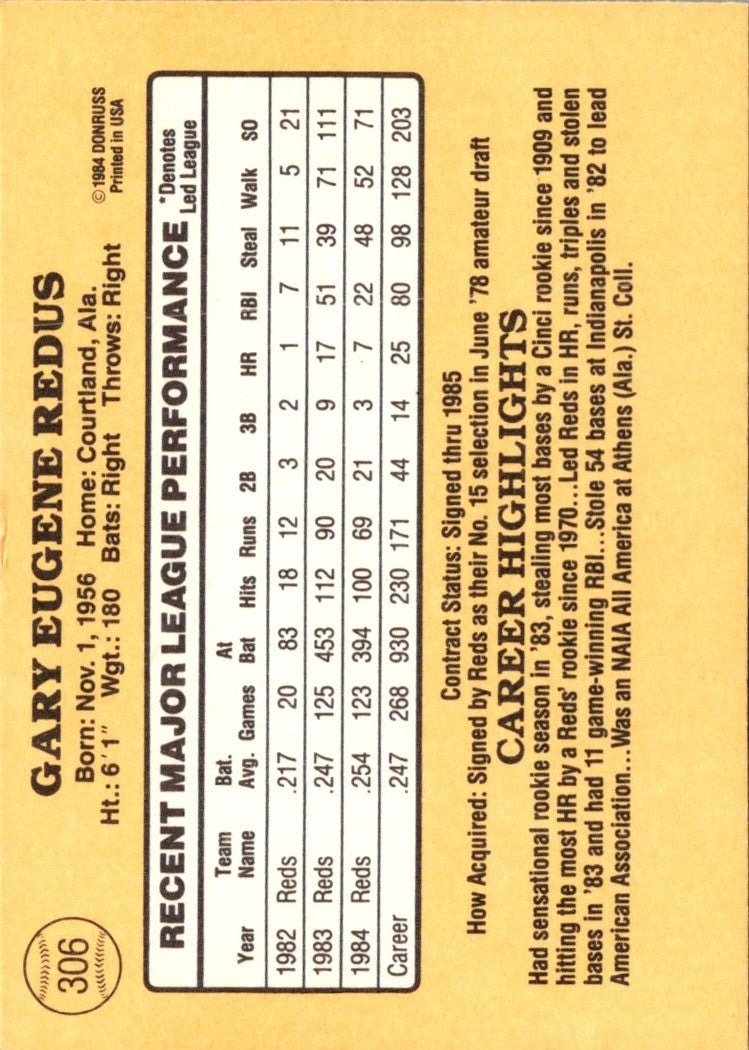 306
GARY EUGENE REDUS
Born: Nov. 1, 1956 Home: Courtland, Ala.
Ht.: 6'1" Wgt.: 180 Bats: Right Throws: Right
© 1984 DONRUSS
Printed in USA
RECENT MAJOR LEAGUE PERFORMANCE *Denotes
Led League
Year Team Name Bat. Avg. Games At Bat Hits Runs 2B 3B HR RBI Steal Walk SO
1982 Reds .217 20 83 18 12 3 2 1 7 11 5 21
1983 Reds .247 125 453 112 90 20 9 17 51 39 71 111
1984 Reds .254 123 394 100 69 21 3 7 22 48 52 71
Career .247 268 930 230 171 44 14 25 80 98 128 203
Contract Status: Signed thru 1985
How Acquired: Signed by Reds as their No. 15 selection in June '78 amateur draft
CAREER HIGHLIGHTS
Had sensational rookie season in '83, stealing most bases by a Cinci rookie since 1909 and
hitting the most HR by a Reds' rookie since 1970...Led Reds in HR, runs, triples and stolen
bases in '83 and had 11 game-winning RBI...Stole 54 bases at Indianapolis in '82 to lead
American Association...Was an NAIA All America at Athens (Ala.) St. Coll.